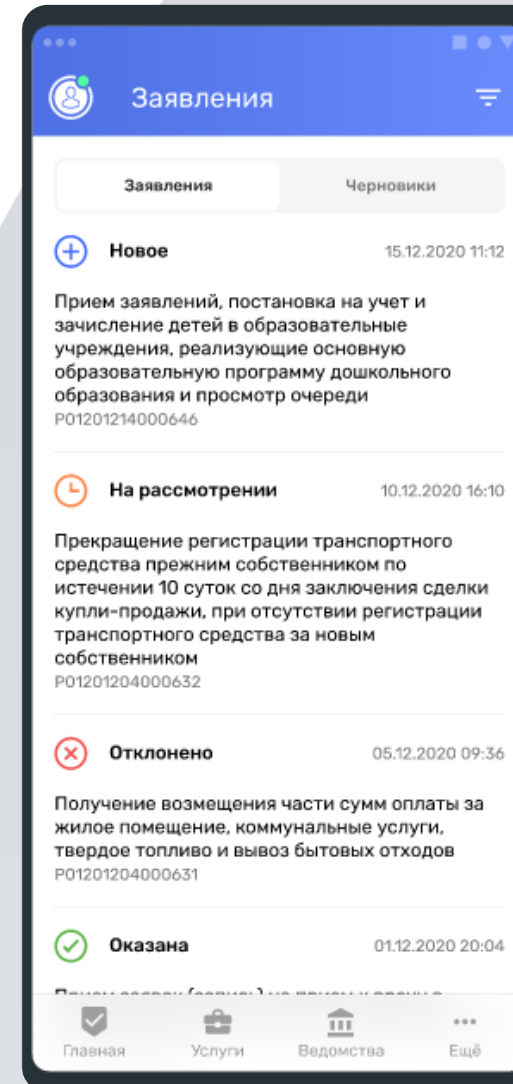 Заявления
Заявления Черновики
Новое 15.12.2020 11:12
Прием заявлений, постановка на учет и
зачисление детей в образовательные
учреждения, реализующие основную
образовательную программу дошкольного
образования и просмотр очереди
P01201214000646
На рассмотрении 10.12.2020 16:10
Прекращение регистрации транспортного
средства прежним собственником по
истечении 10 суток со дня заключения сделки
купли-продажи, при отсутствии регистрации
транспортного средства за новым
собственником
P01201204000632
Отклонено 05.12.2020 09:36
Получение возмещения части сумм оплаты за
жилое помещение, коммунальные услуги,
твердое топливо и вывоз бытовых отходов
P01201204000631
Оказана 01.12.2020 20:04
Главная Услуги Ведомства Ещё